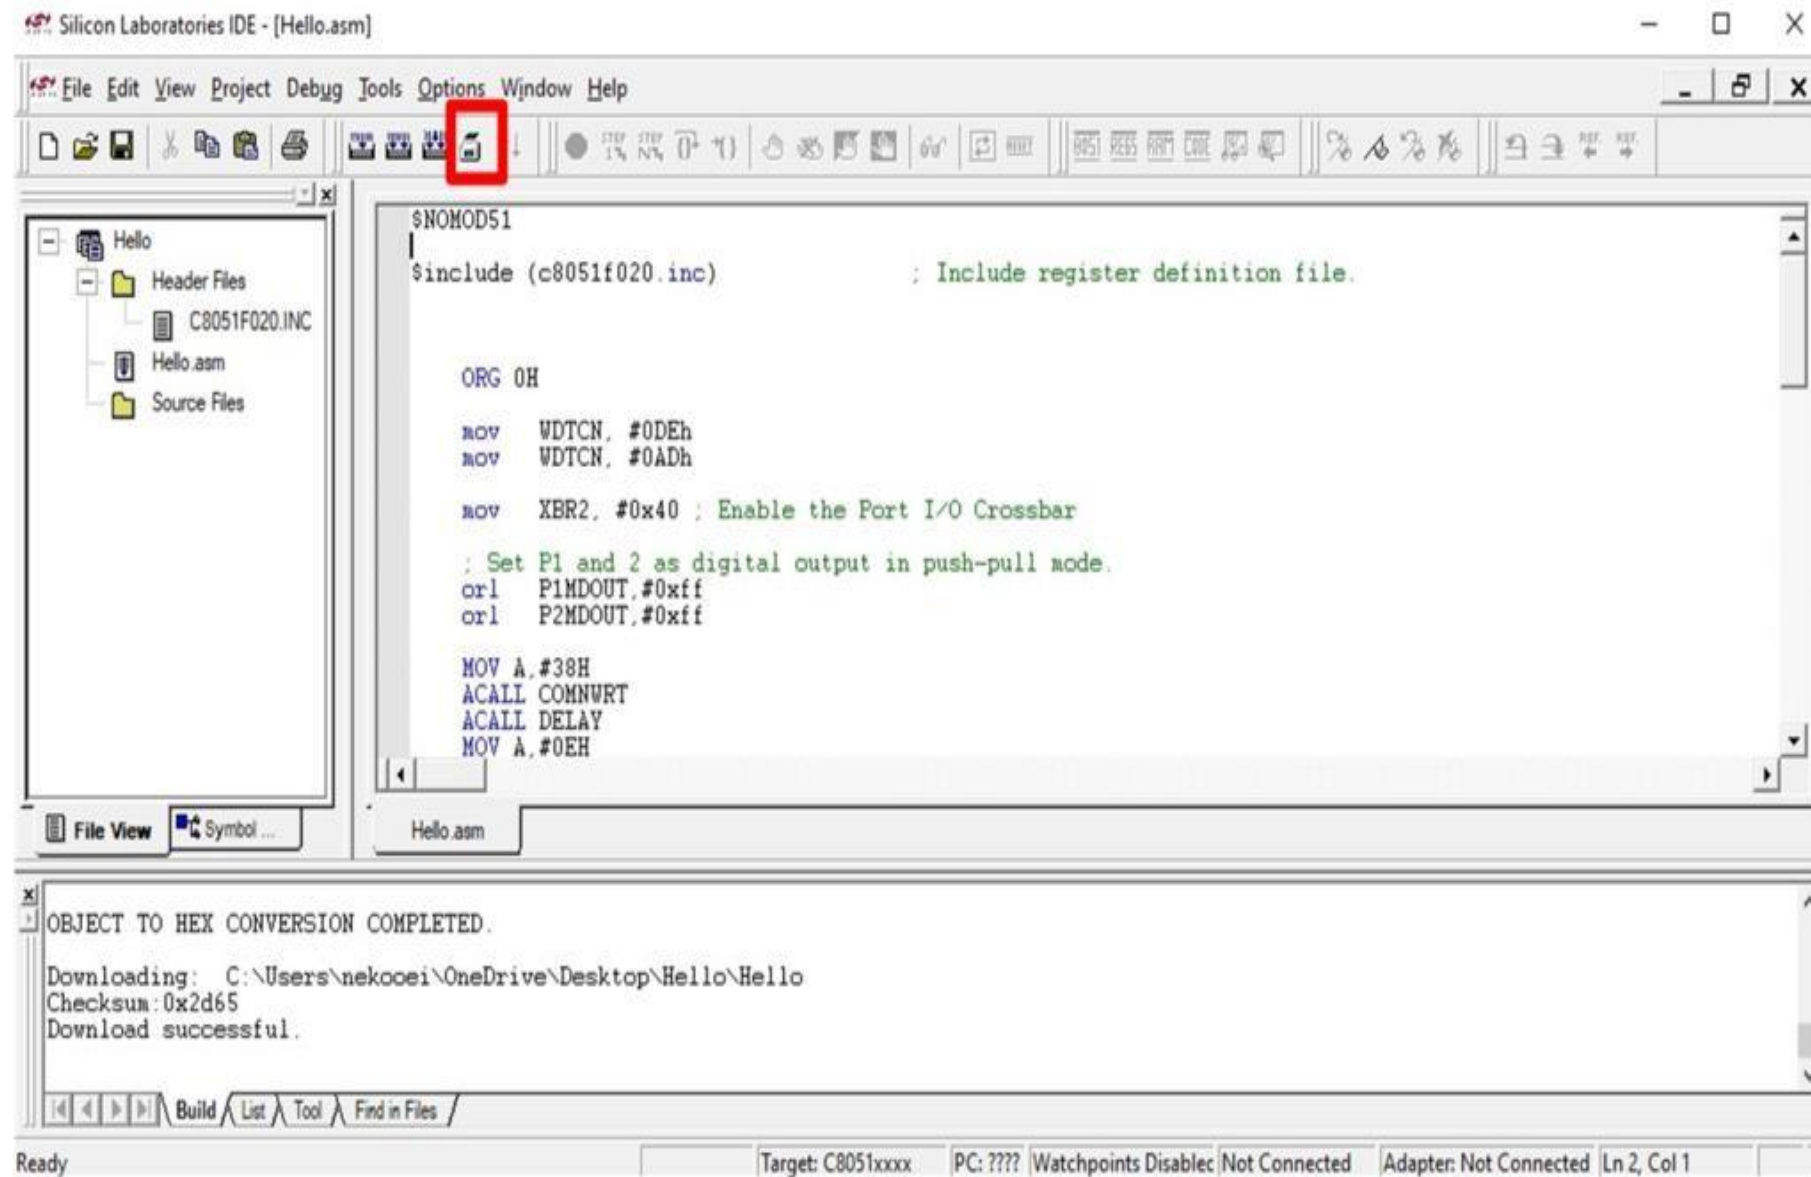 Silicon Laboratories IDE - [Hello.asm]
File Edit View Project Debug Tools Options Window Help
Hello
Header Files
C8051F020.INC
Hello.asm
Source Files
File View Symbol ...
$NOMOD51
$include (c8051f020.inc) ; Include register definition file.
ORG 0H
mov WDTCN, #0DEh
mov WDTCN, #0ADh
mov XBR2, #0x40 ; Enable the Port I/O Crossbar
; Set P1 and 2 as digital output in push-pull mode.
orl P1MDOUT,#0xff
orl P2MDOUT,#0xff
MOV A,#38H
ACALL COMNWRT
ACALL DELAY
MOV A,#0EH
Hello.asm
OBJECT TO HEX CONVERSION COMPLETED.
Downloading: C:\Users\nekooei\OneDrive\Desktop\Hello\Hello
Checksum:0x2d65
Download successful.
Build List Tool Find in Files
Ready Target: C8051xxxx PC: ???? Watchpoints Disablec Not Connected Adapter: Not Connected Ln 2, Col 1